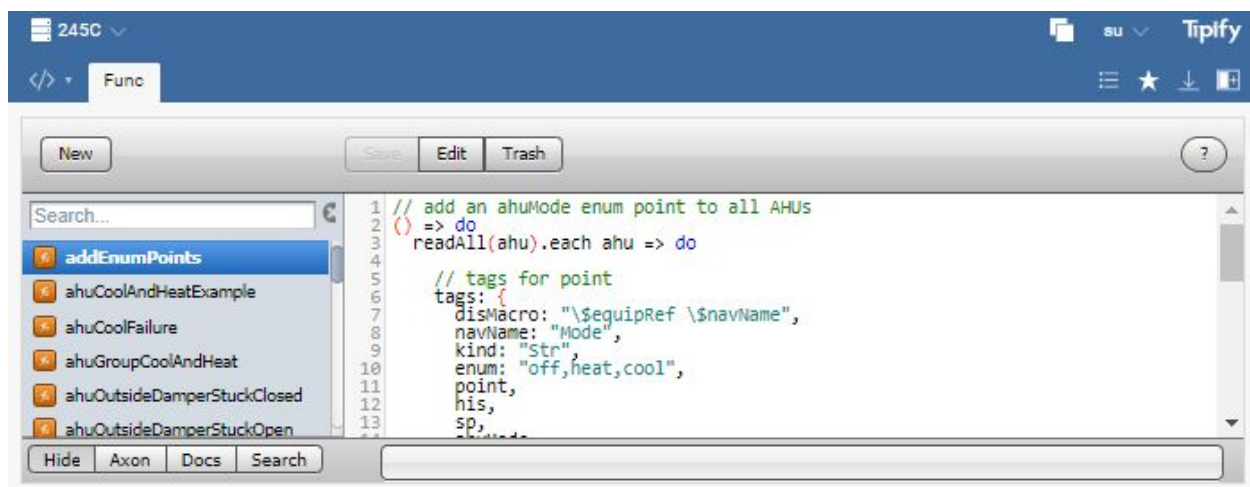 245C
su
Tiplfy
</>
Func
New
Save
Edit
Trash
?
Search...
addEnumPoints
ahuCoolAndHeatExample
ahuCoolFailure
ahuGroupCoolAndHeat
ahuOutsideDamperStuckClosed
ahuOutsideDamperStuckOpen
1 // add an ahuMode enum point to all AHUs
2 () => do
3 readAll(ahu).each ahu => do
4
5 // tags for point
6 tags: {
7 disMacro: "\$equipRef \$navName",
8 navName: "Mode",
9 kind: "Str",
10 enum: "off,heat,cool",
11 point,
12 his,
13 sp,
Hide
Axon
Docs
Search